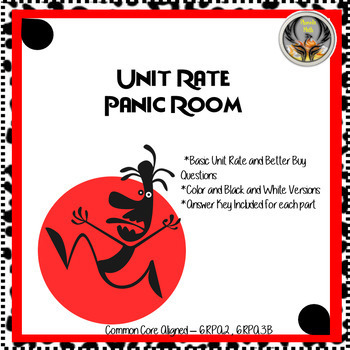 Unit Rate
Panic Room
*Basic Unit Rate and Better Buy
Questions
*Color and Black and White Versions
*Answer Key Included for each part
Common Core Aligned – 6.RP.A.2 , 6.RP.A.3B